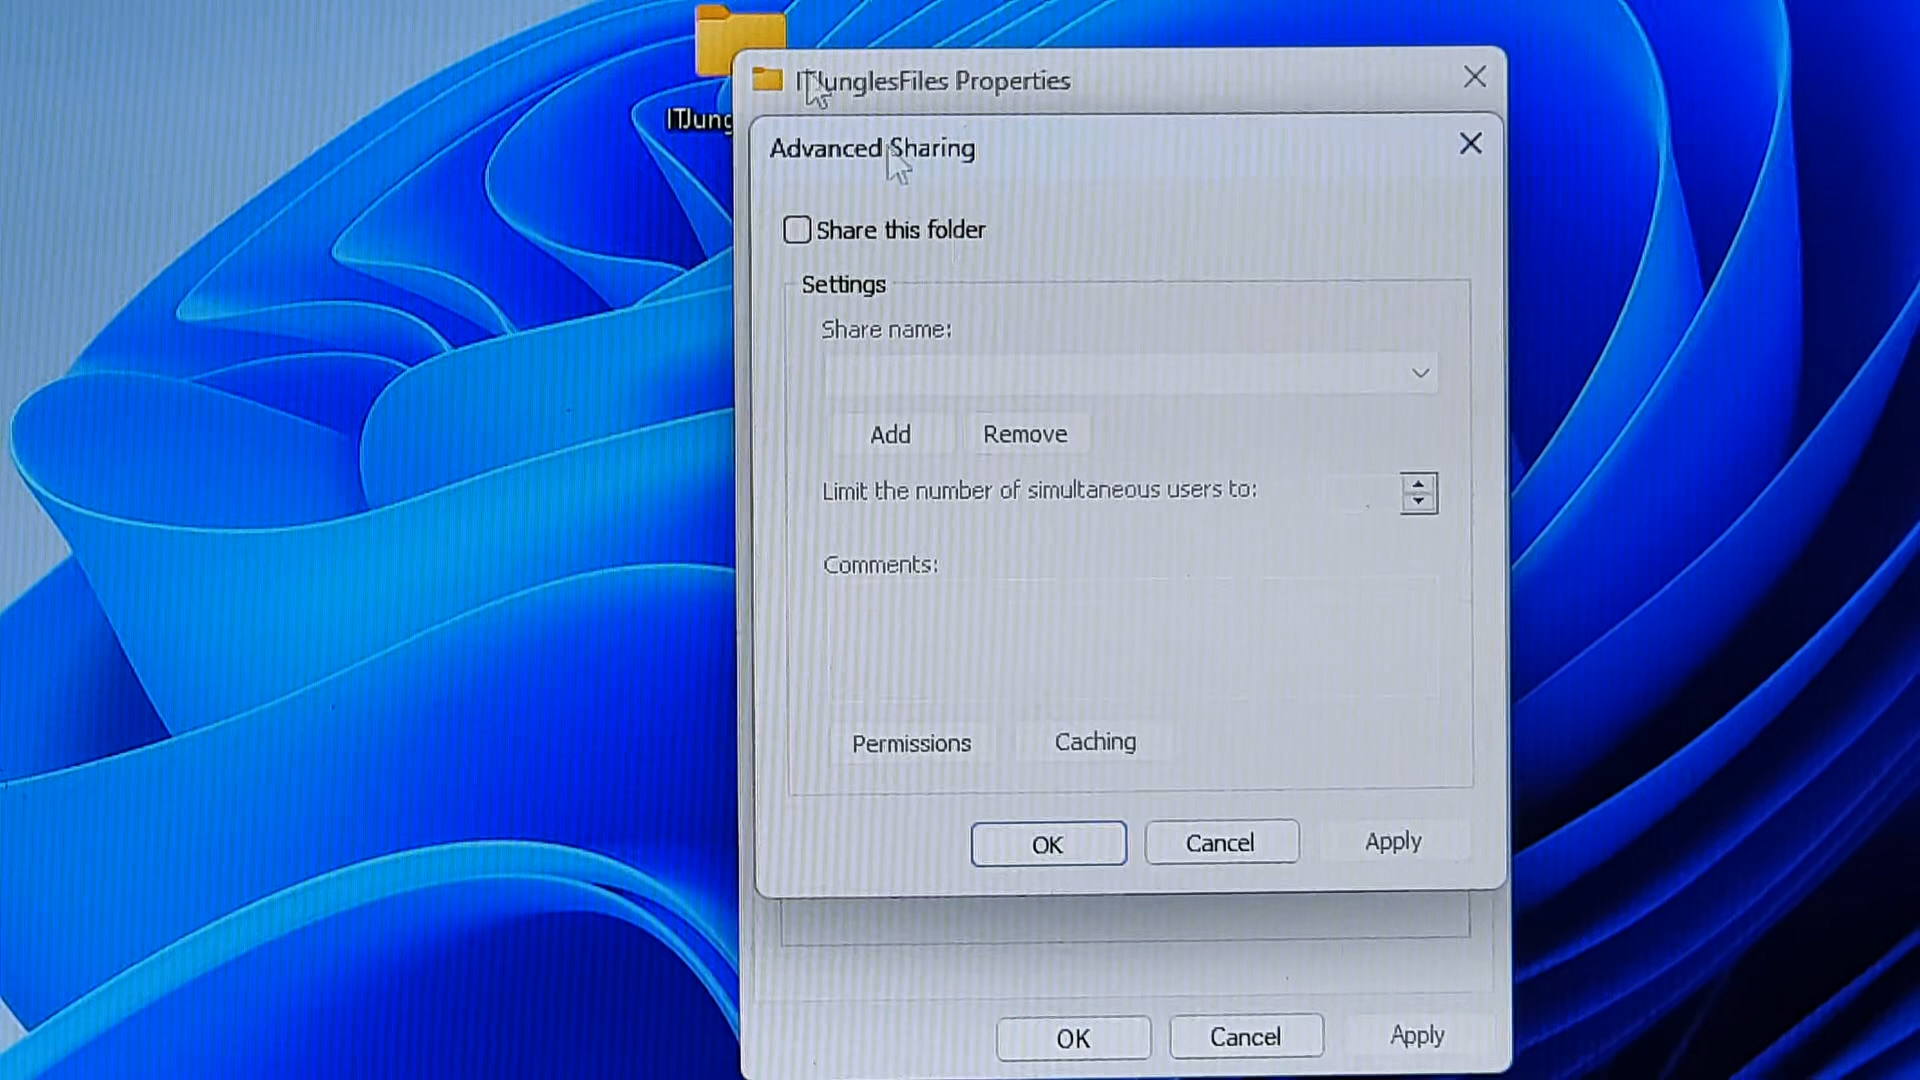 ITJunglesFiles Properties
ITJung
Advanced Sharing
Share this folder
Settings
Share name:
Add Remove
Limit the number of simultaneous users to:
Comments:
Permissions Caching
OK Cancel Apply
OK Cancel Apply